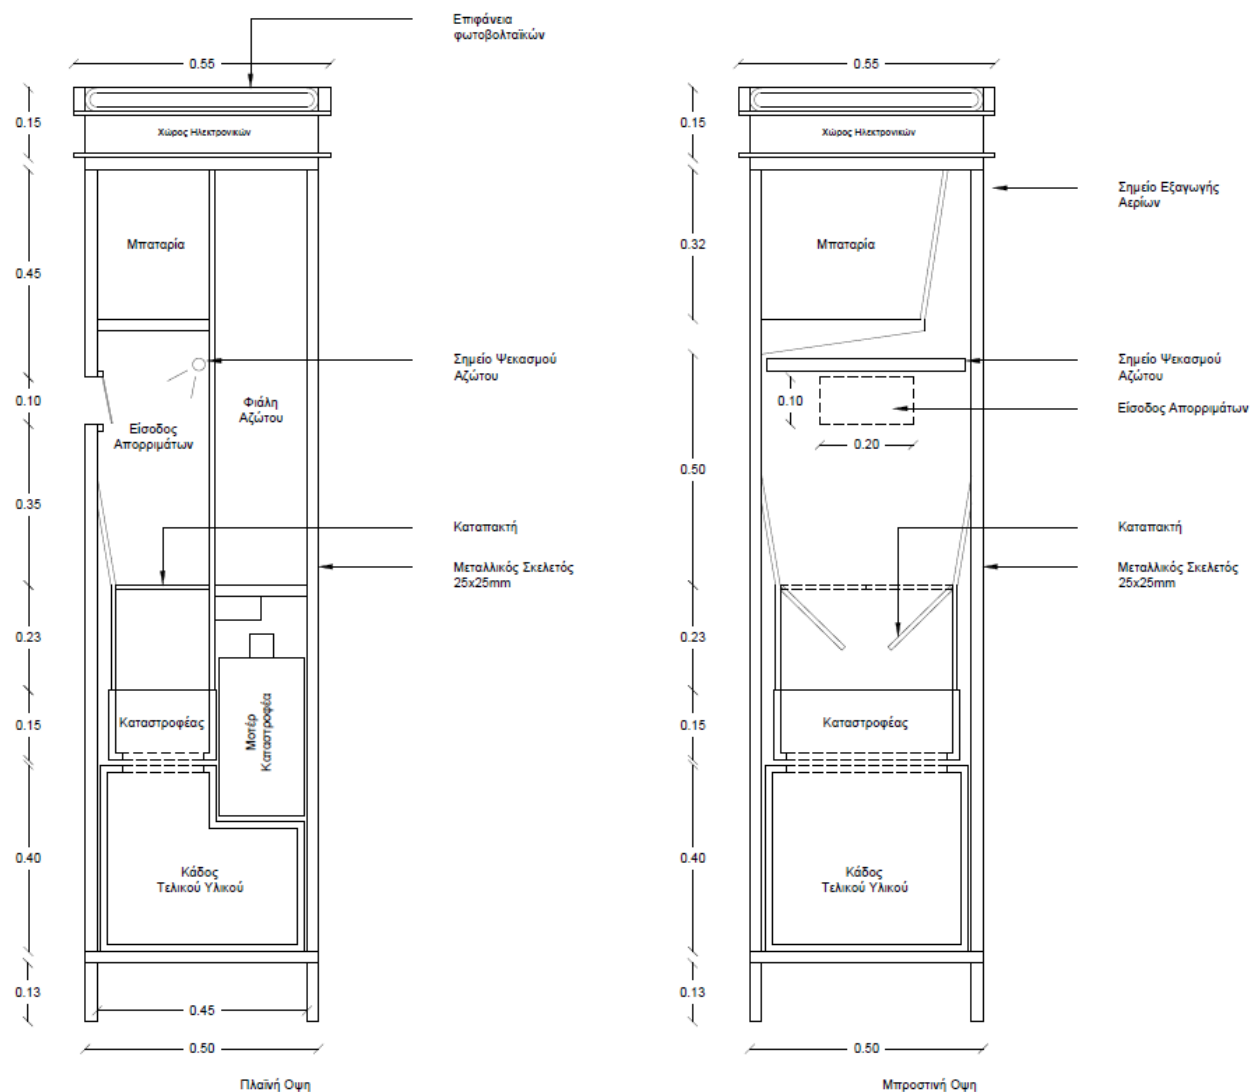 Επιφάνεια
φωτοβολταϊκών
0.55
0.15
Χώρος Ηλεκτρονικών
Μπαταρία
0.45
Σημείο Ψεκασμού
Αζώτου
0.10
Φιάλη
Αζώτου
Είσοδος
Απορριμάτων
0.35
Καταπακτή
Μεταλλικός Σκελετός
25x25mm
0.23
Μοτέρ
Καταστροφέα
0.15
Καταστροφέας
0.40
Κάδος
Τελικού Υλικού
0.13
0.45
0.50
Πλαϊνή Οψη
0.55
0.15
Χώρος Ηλεκτρονικών
Σημείο Εξαγωγής
Αερίων
0.32
Μπαταρία
Σημείο Ψεκασμού
Αζώτου
0.10
Είσοδος Απορριμάτων
0.20
0.50
Καταπακτή
Μεταλλικός Σκελετός
25x25mm
0.23
0.15
Καταστροφέας
0.40
Κάδος
Τελικού Υλικού
0.13
0.50
Μπροστινή Οψη